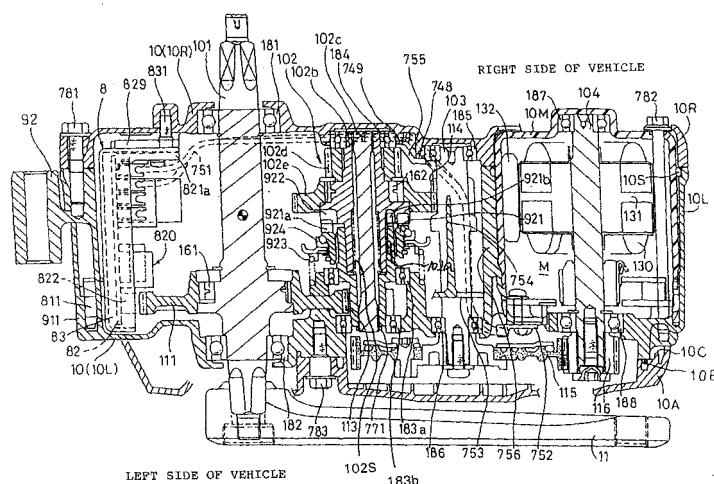 10(10R) 101 181 102 102c 184 749 755
829 831 102b 748 103 185 114 132 187 10M 104 782
RIGHT SIDE OF VEHICLE
781 8 10R
92
102d 102e 922
751 821a
162c
921b
105
10L
921a 924 923
921
131
820
161
130
822
754
M
811 911 83 82
10(10L)
111
10C
10E
10A
182 783
113 771 183a
186 753 756 752 115 116 188
102S
183b
11
LEFT SIDE OF VEHICLE